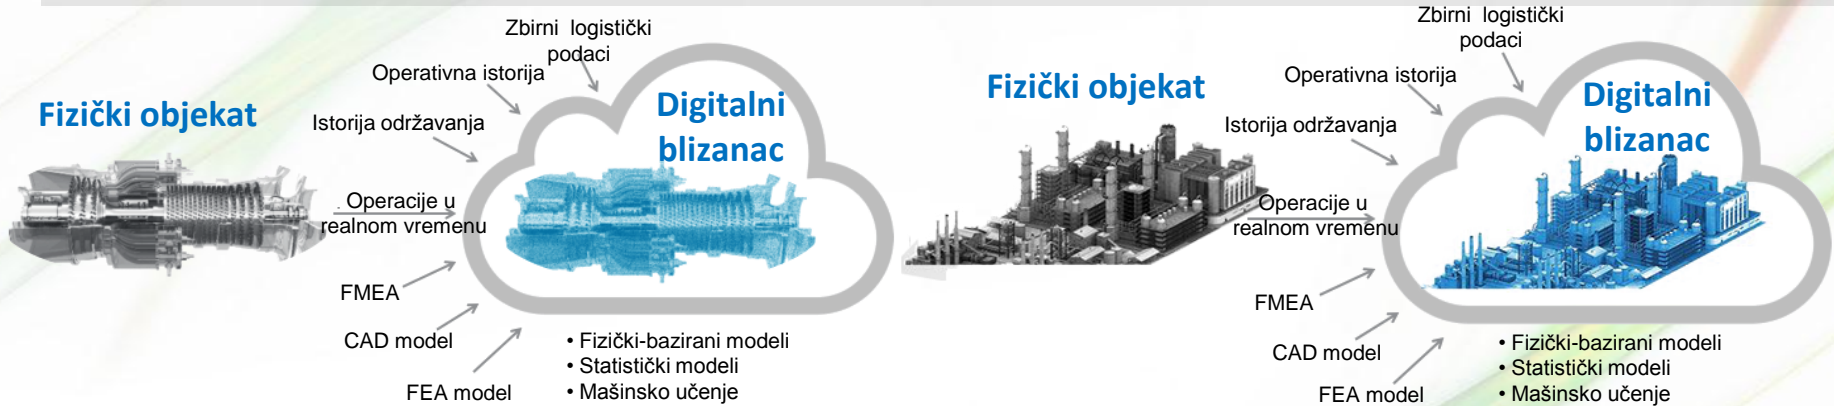 Zbirni logistički
podaci
Operativna istorija
Fizički objekat
Istorija održavanja
Digitalni
blizanac
Operacije u
realnom vremenu
FMEA
CAD model
FEA model
• Fizički-bazirani modeli
• Statistički modeli
• Mašinsko učenje
Zbirni logistički
podaci
Operativna istorija
Fizički objekat
Istorija održavanja
Digitalni
blizanac
Operacije u
realnom vremenu
FMEA
CAD model
FEA model
• Fizički-bazirani modeli
• Statistički modeli
• Mašinsko učenje